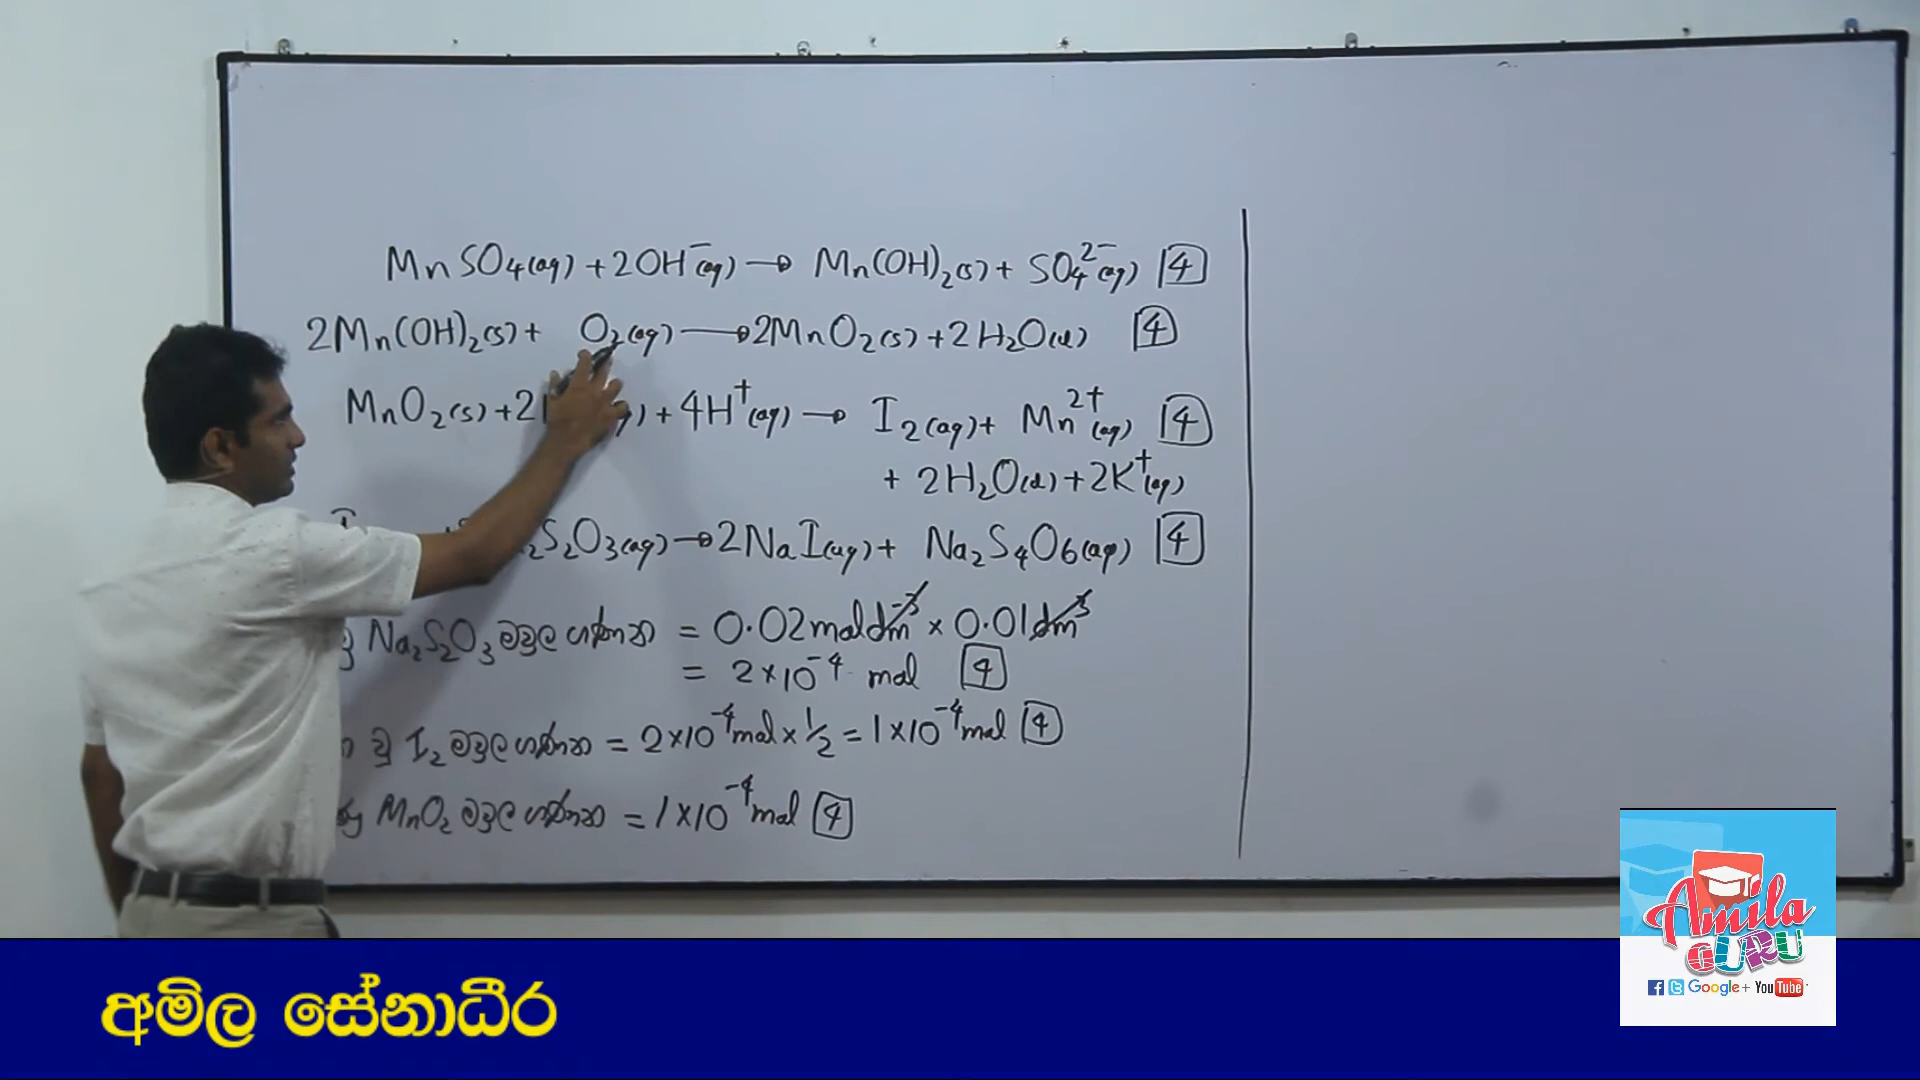 MnSO₄(aq) + 2OH⁻(aq) → Mn(OH)₂(s) + SO₄²⁻(aq) 4
2Mn(OH)₂(s) + O₂(aq) → 2MnO₂(s) + 2H₂O(l) 4
MnO₂(s) + 2 + 4H⁺(aq) → I₂(aq) + Mn²⁺(aq) 4
+ 2H₂O(l) + 2K⁺(aq)
S₂O₃(aq) → 2NaI(aq) + Na₂S₄O₆(aq) 4
Na₂S₂O₃ මවුල ගණන = 0.02 mol dm⁻³ × 0.01 dm³
= 2×10⁻⁴ mol 4
වූ I₂ මවුල ගණන = 2×10⁻⁴ mol × 1/2 = 1×10⁻⁴ mol 4
MnO₂ මවුල ගණන = 1×10⁻⁴ mol 4
Amila
GURU
Google+ YouTube
අමිල සේනාධීර